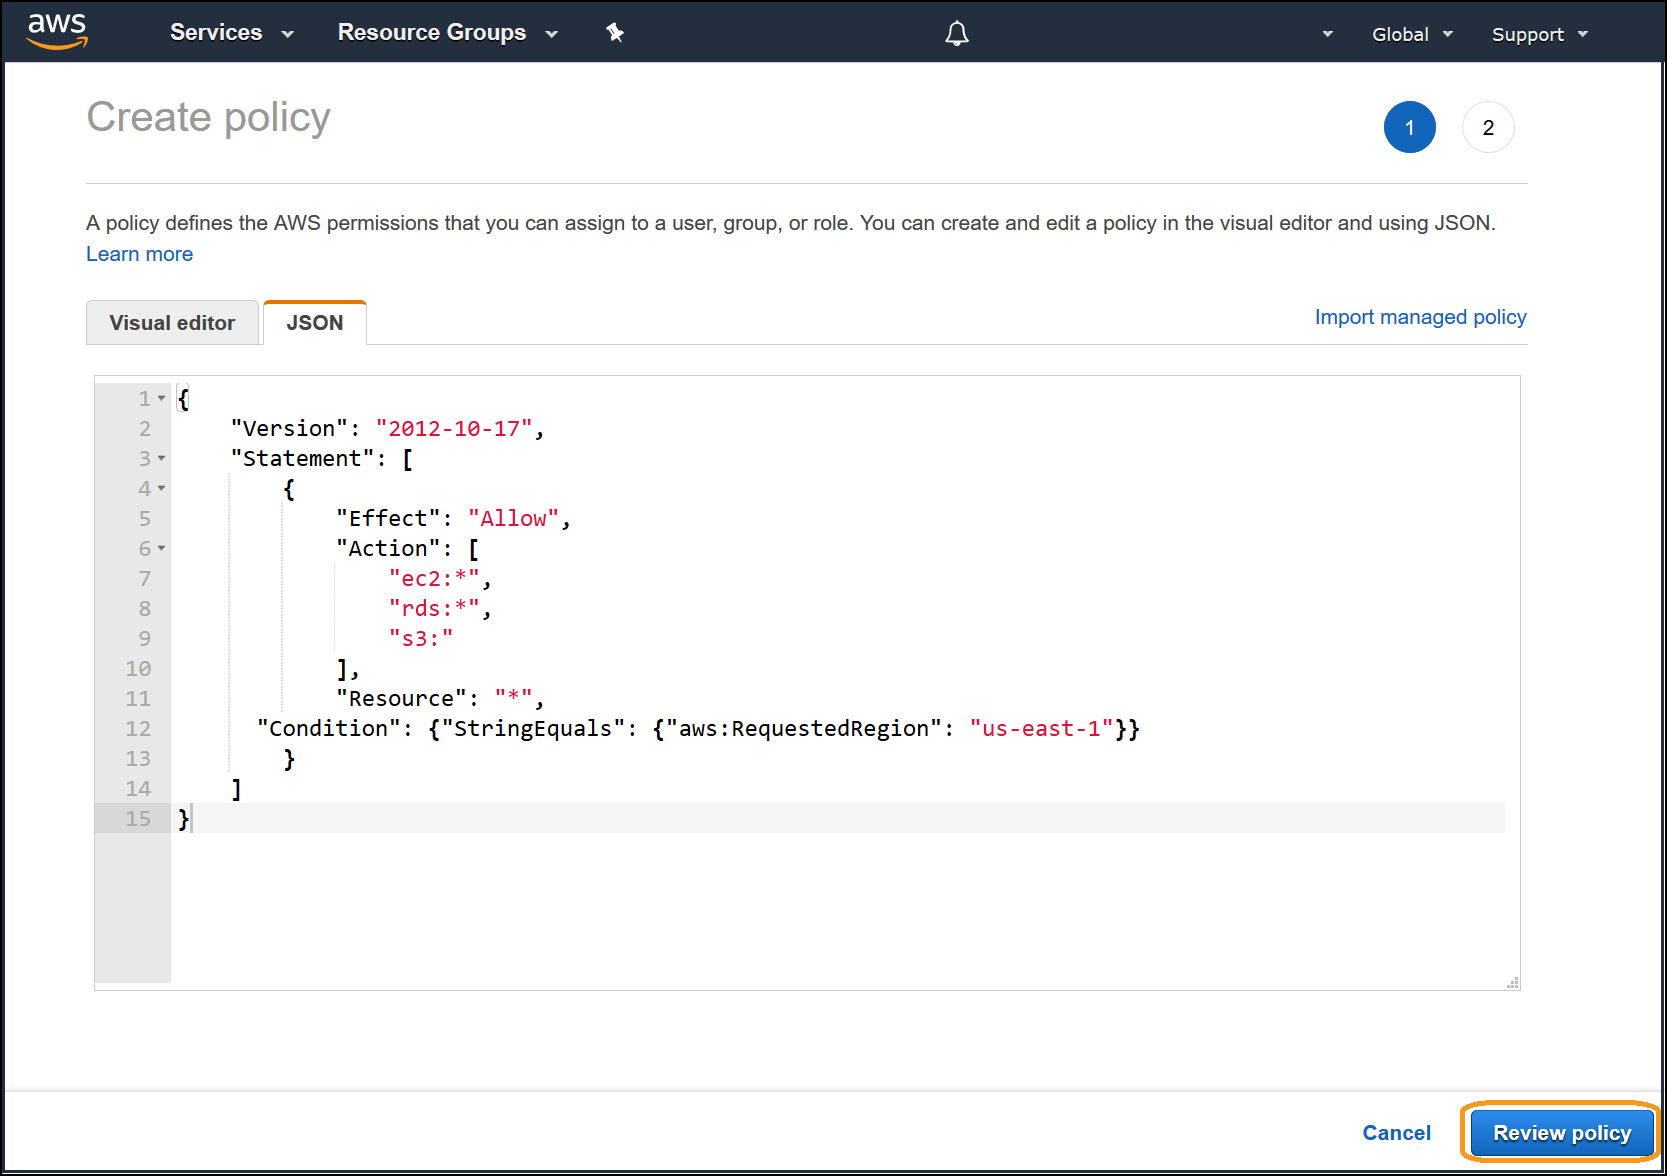 aws Services Resource Groups Global Support
Create policy
1 2
A policy defines the AWS permissions that you can assign to a user, group, or role. You can create and edit a policy in the visual editor and using JSON.
Learn more
Visual editor JSON Import managed policy
1 {
2     "Version": "2012-10-17",
3     "Statement": [
4         {
5             "Effect": "Allow",
6             "Action": [
7                 "ec2:*",
8                 "rds:*",
9                 "s3:"
10             ],
11             "Resource": "*",
12       "Condition": {"StringEquals": {"aws:RequestedRegion": "us-east-1"}}
13         }
14     ]
15 }
Cancel Review policy